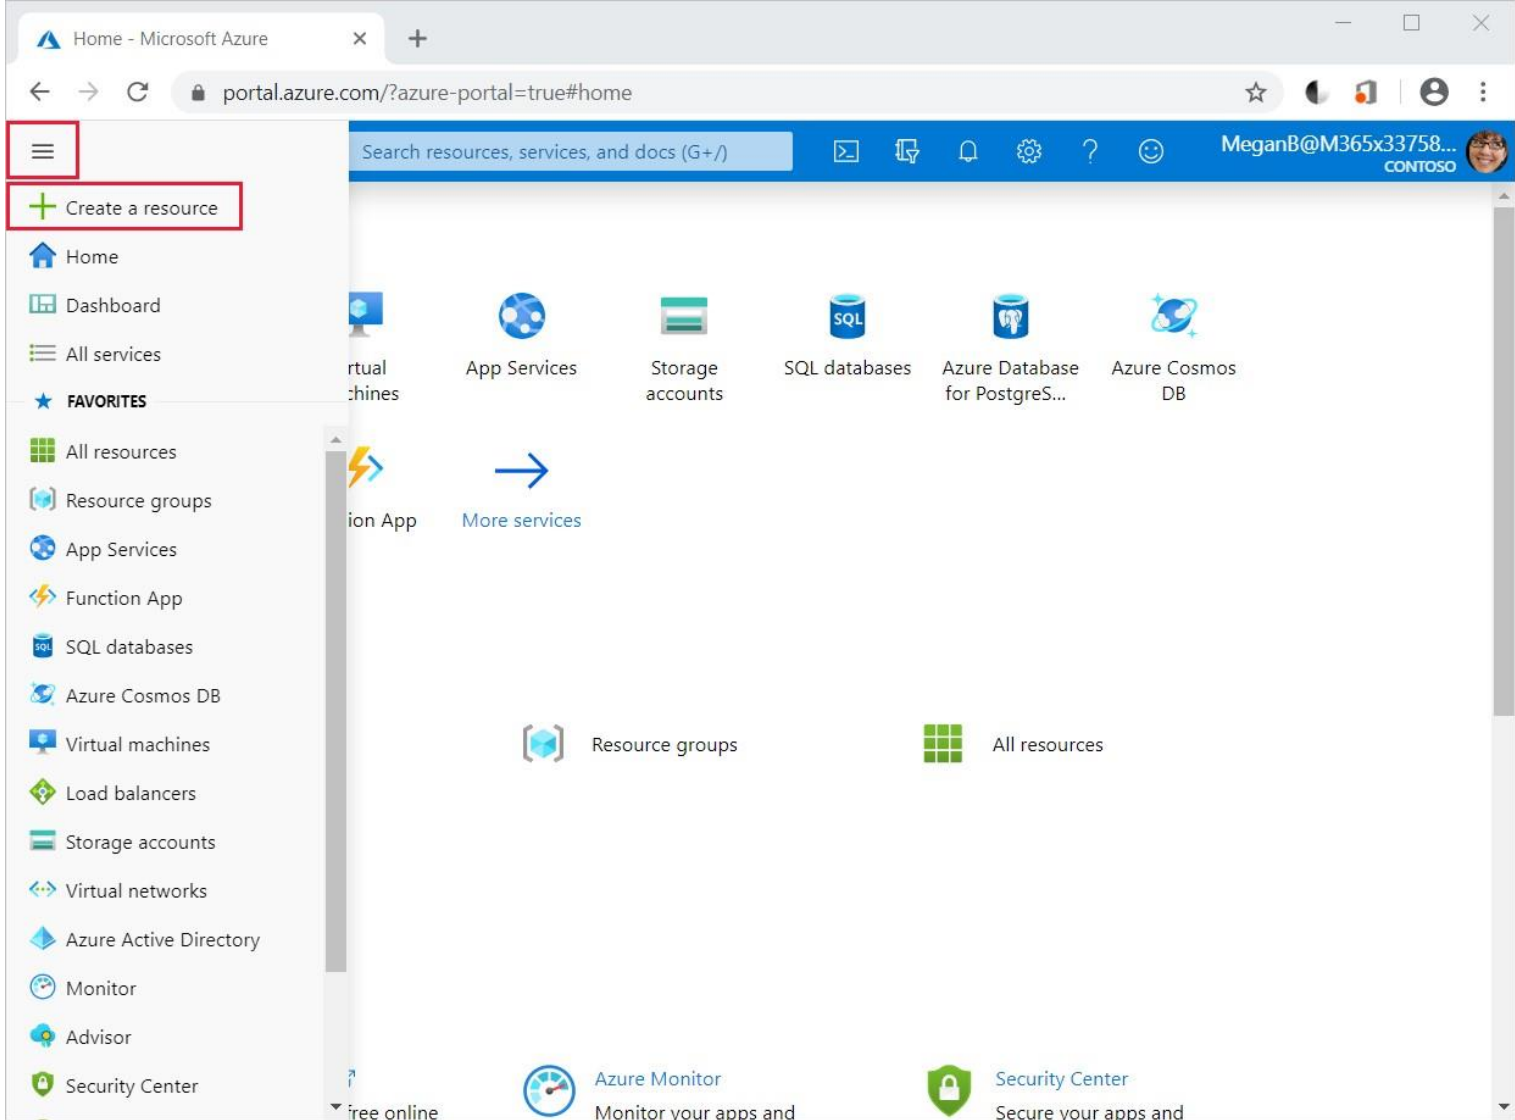 Home - Microsoft Azure
portal.azure.com/?azure-portal=true#home
Search resources, services, and docs (G+/)
MeganB@M365x33758...
CONTOSO
Create a resource
Home
Dashboard
All services
FAVORITES
All resources
Resource groups
App Services
Function App
SQL databases
SQL
Azure Cosmos DB
Virtual machines
Load balancers
Storage accounts
Virtual networks
Azure Active Directory
Monitor
Advisor
Security Center
rtual
chines
App Services
Storage
accounts
SQL
SQL databases
Azure Database
for PostgreS...
Azure Cosmos
DB
ion App
More services
Resource groups
All resources
free online
Azure Monitor
Monitor your apps and
Security Center
Secure your apps and